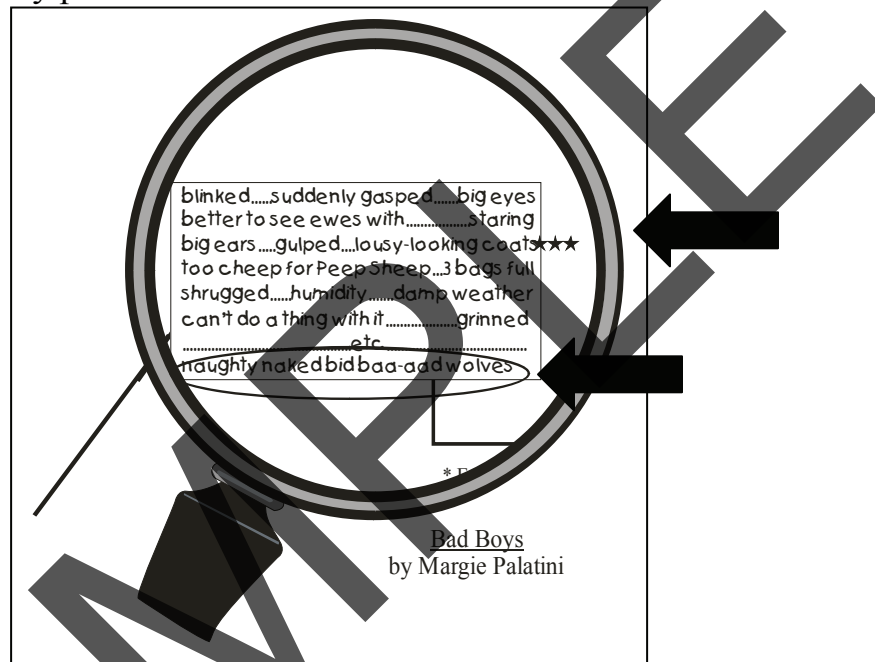 blinked.....suddenly gasped.....big eyes
better to see ewes with................staring
big ears.....gulped....lousy-looking coats★★★
too cheep for Peep Sheep...3 bags full
shrugged.....humidity......damp weather
can't do a thing with it..................grinned
..........................................etc..........................................
naughty naked bid baa-aad wolves
*
Bad Boys
by Margie Palatini
MPLE